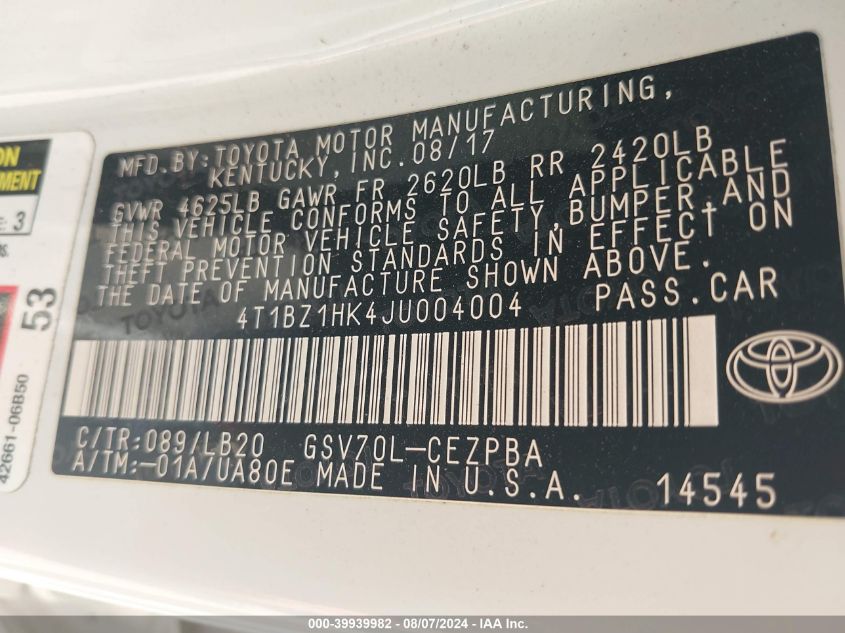 MFD. BY: TOYOTA MOTOR MANUFACTURING,
KENTUCKY, INC. 08/17
GVWR 4625LB GAWR FR 2620LB RR 2420LB
THIS VEHICLE CONFORMS TO ALL APPLICABLE
FEDERAL MOTOR VEHICLE SAFETY, BUMPER, AND
THEFT PREVENTION STANDARDS IN EFFECT ON
THE DATE OF MANUFACTURE SHOWN ABOVE.
4T1BZ1HK4JU004004 PASS. CAR
C/TR: 089/LB20 GSV70L-CEZPBA
A/TM: -01A/UA80E MADE IN U.S.A. 14545
53
42661-06B50
3
TOYOTA
000-39939982 - 08/07/2024 - IAA Inc.